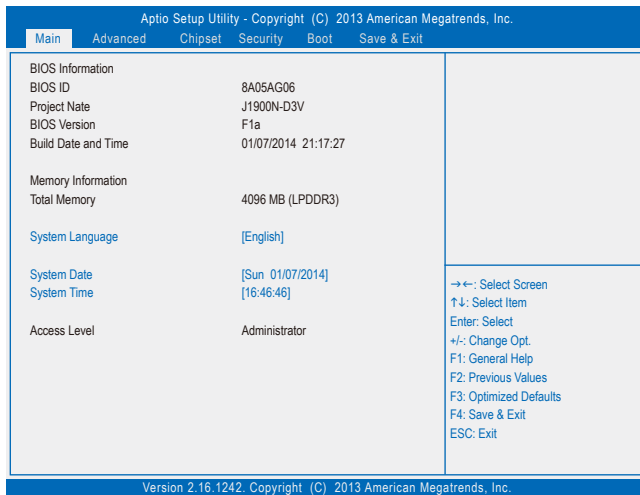 Aptio Setup Utility - Copyright (C) 2013 American Megatrends, Inc.
Main Advanced Chipset Security Boot Save & Exit
BIOS Information
BIOS ID 8A05AG06
Project Nate J1900N-D3V
BIOS Version F1a
Build Date and Time 01/07/2014 21:17:27
Memory Information
Total Memory 4096 MB (LPDDR3)
System Language [English]
System Date [Sun 01/07/2014]
System Time [16:46:46]
Access Level Administrator
→←: Select Screen
↑↓: Select Item
Enter: Select
+/-: Change Opt.
F1: General Help
F2: Previous Values
F3: Optimized Defaults
F4: Save & Exit
ESC: Exit
Version 2.16.1242. Copyright (C) 2013 American Megatrends, Inc.